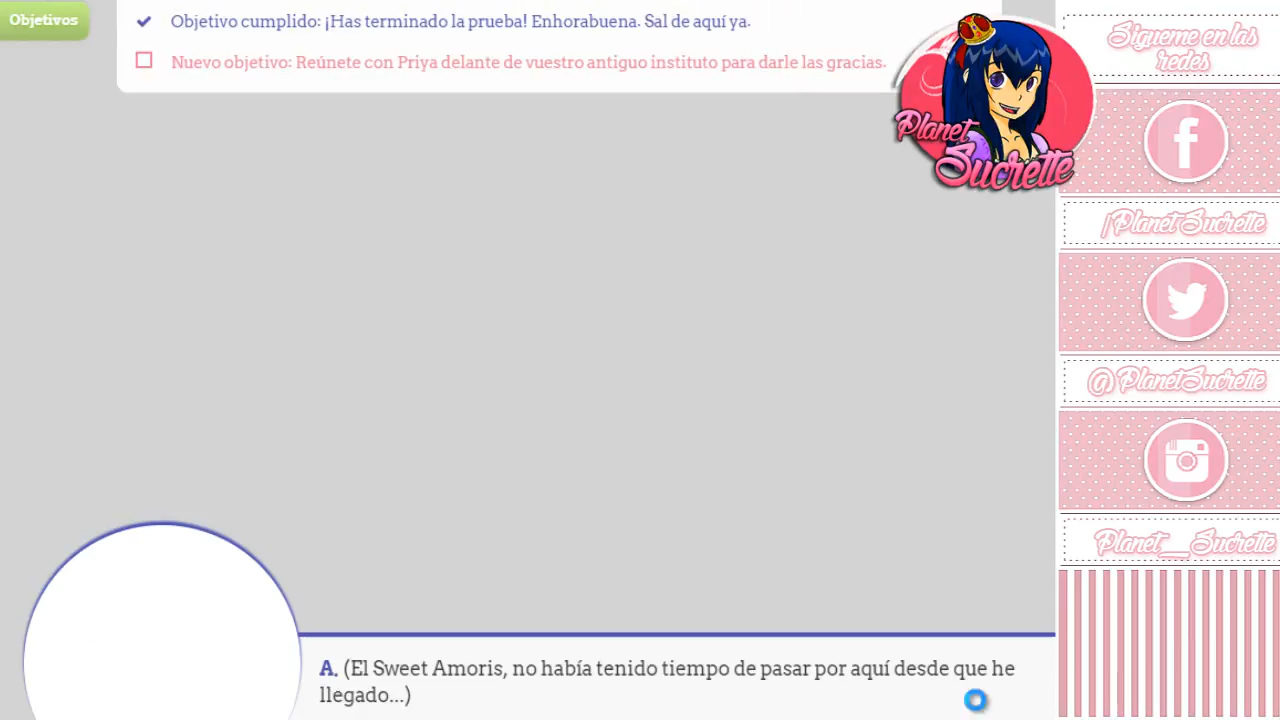 Objetivos
Objetivo cumplido: ¡Has terminado la prueba! Enhorabuena. Sal de aquí ya.
Nuevo objetivo: Reúnete con Priya delante de vuestro antiguo instituto para darle las gracias.
Planet
Sucrette
Sigueme en las
redes
/PlanetSucrette
@PlanetSucrette
Planet__Sucrette
A. (El Sweet Amoris, no había tenido tiempo de pasar por aquí desde que he
llegado...)